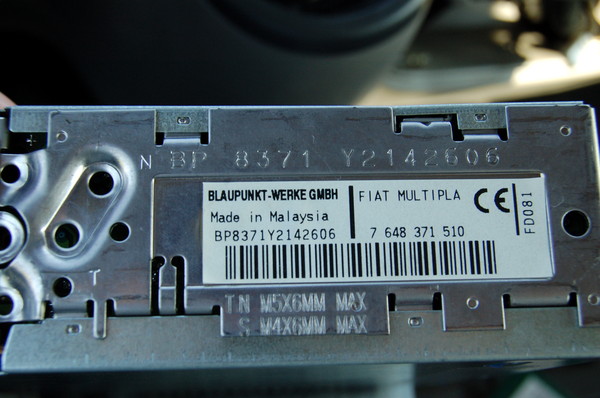 N BP 8371 Y2142606
BLAUPUNKT-WERKE GMBH
Made in Malaysia
BP8371Y2142606
FIAT MULTIPLA
7 648 371 510
CE
FD081
T
T.N M5X6MM MAX
S M4X6MM MAX